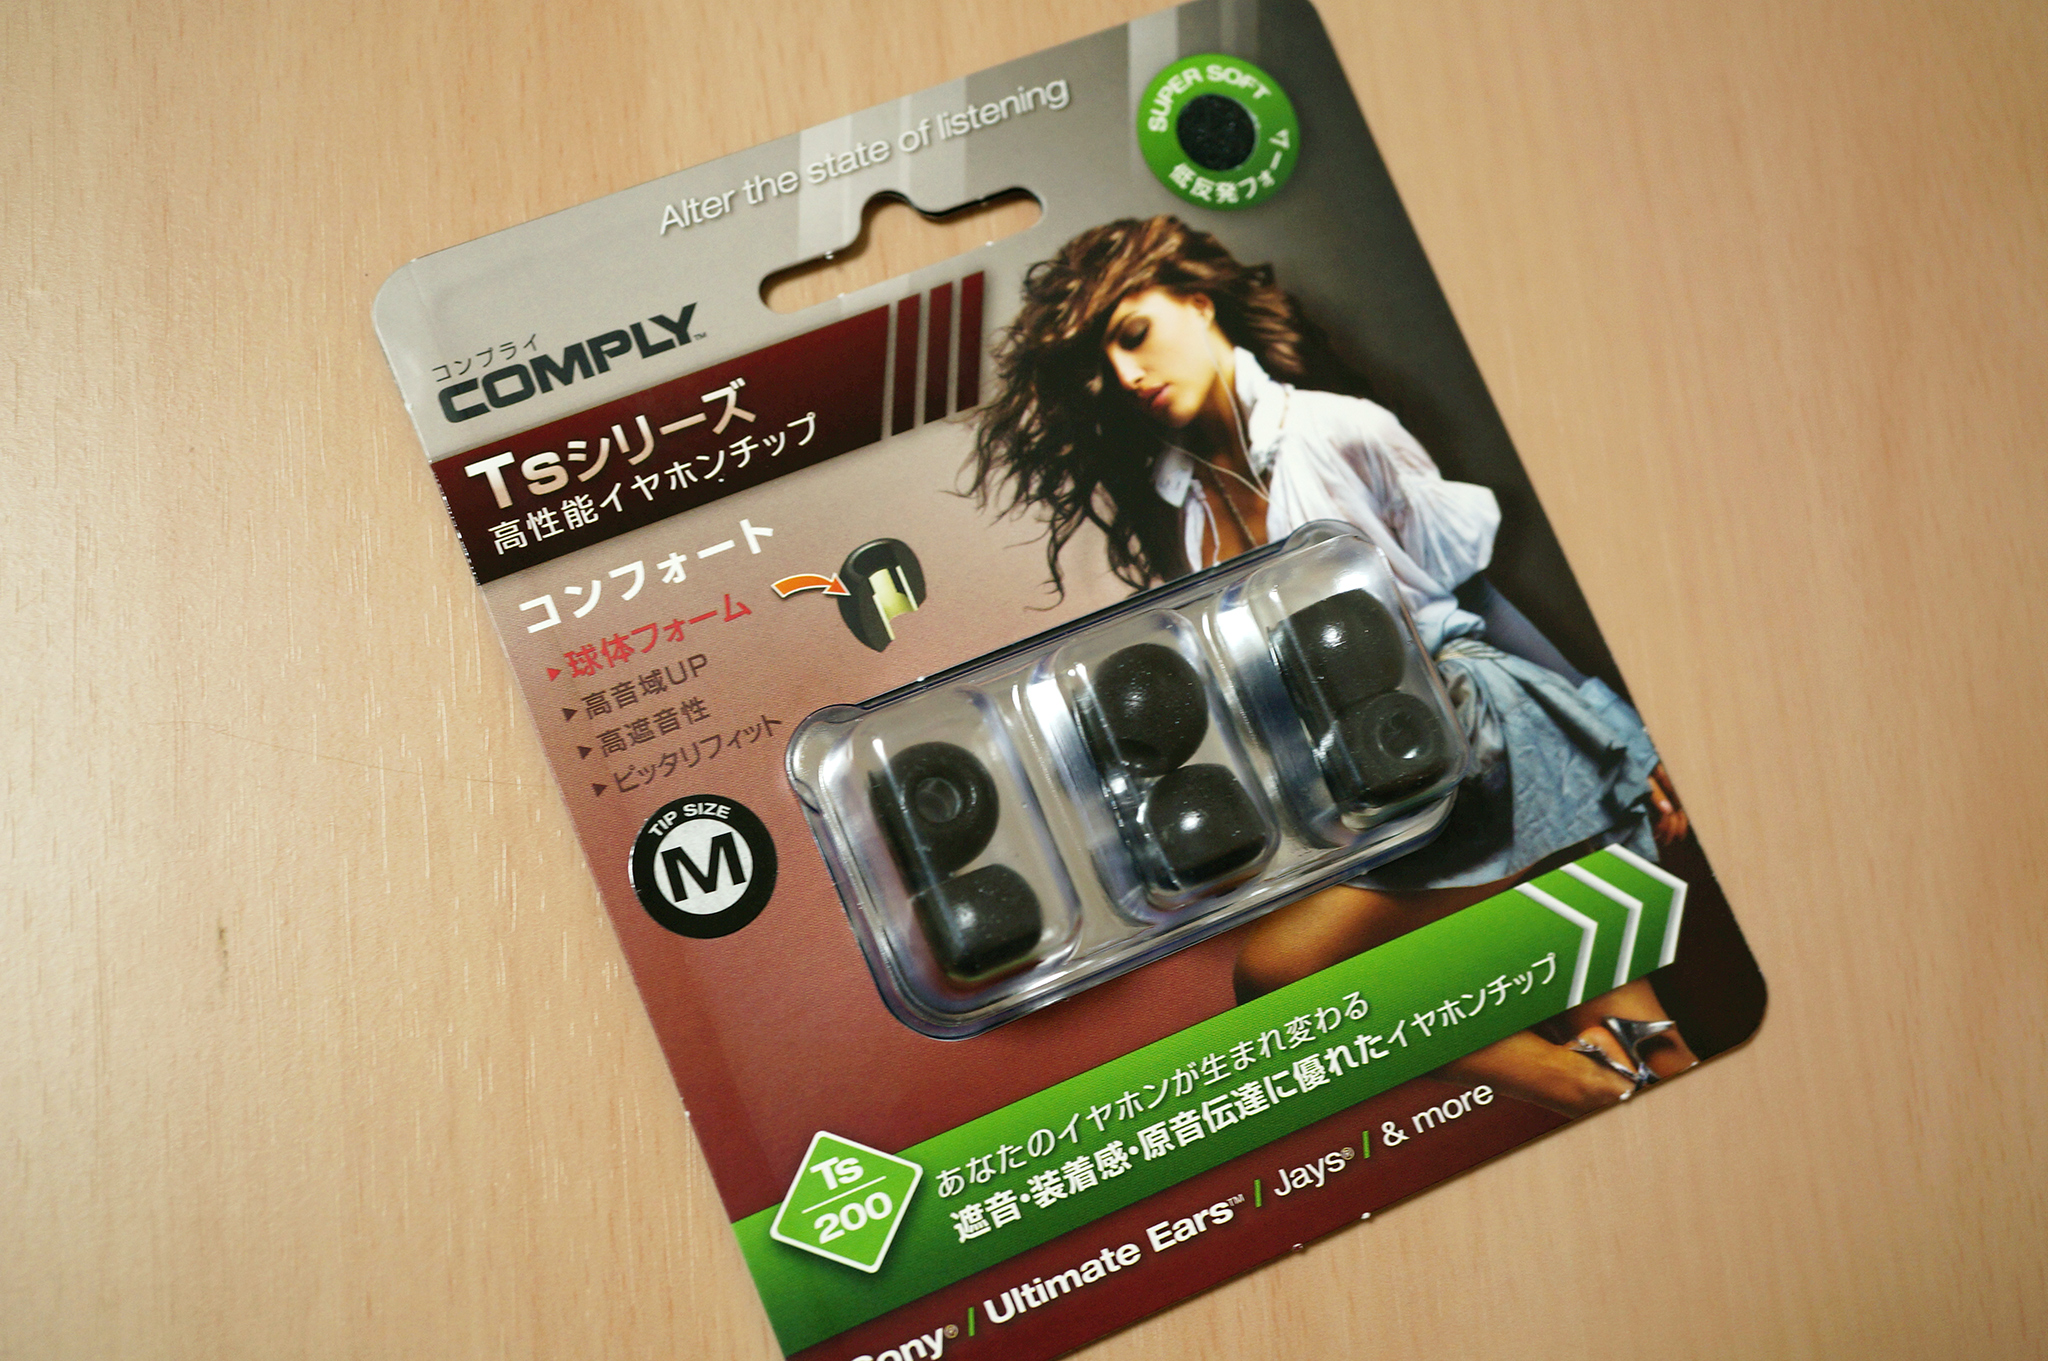 Alter the state of listening
SUPER SOFT
低反発フォーム
コンプライ
COMPLY™
Tsシリーズ
高性能イヤホンチップ
コンフォート
▶球体フォーム
▶高音域UP
▶高遮音性
▶ピッタリフィット
TIP SIZE
M
Ts
200
あなたのイヤホンが生まれ変わる
遮音・装着感・原音伝達に優れたイヤホンチップ
Sony® / Ultimate Ears™ / Jays® / & more